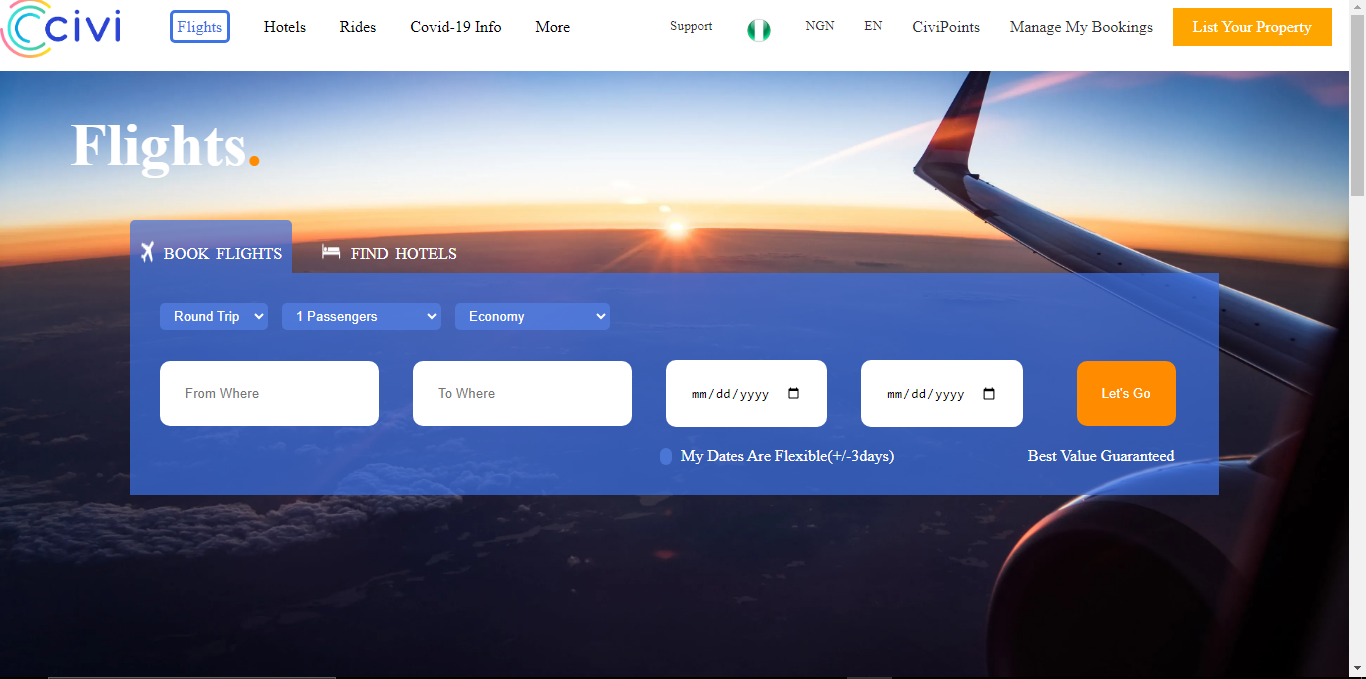 civi Flights Hotels Rides Covid-19 Info More Support NGN EN CiviPoints Manage My Bookings List Your Property
Flights.
BOOK FLIGHTS FIND HOTELS
Round Trip 1 Passengers Economy
From Where To Where mm/dd/yyyy mm/dd/yyyy Let's Go
My Dates Are Flexible(+/-3days) Best Value Guaranteed